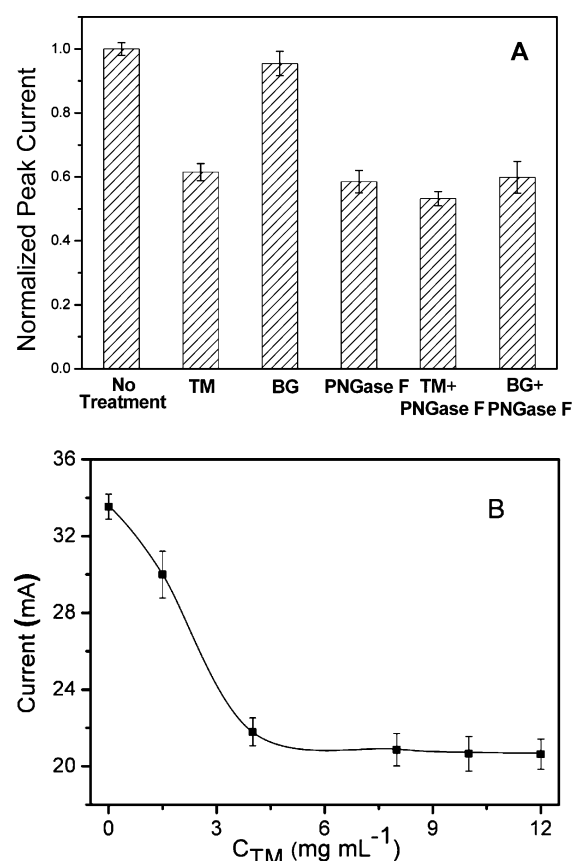 A
Normalized Peak Current
1.0
0.8
0.6
0.4
0.2
0.0
No Treatment
TM
BG
PNGase F
TM+
PNGase F
BG+
PNGase F
B
Current (mA)
36
32
28
24
20
0
3
6
9
12
C_TM (mg mL⁻¹)